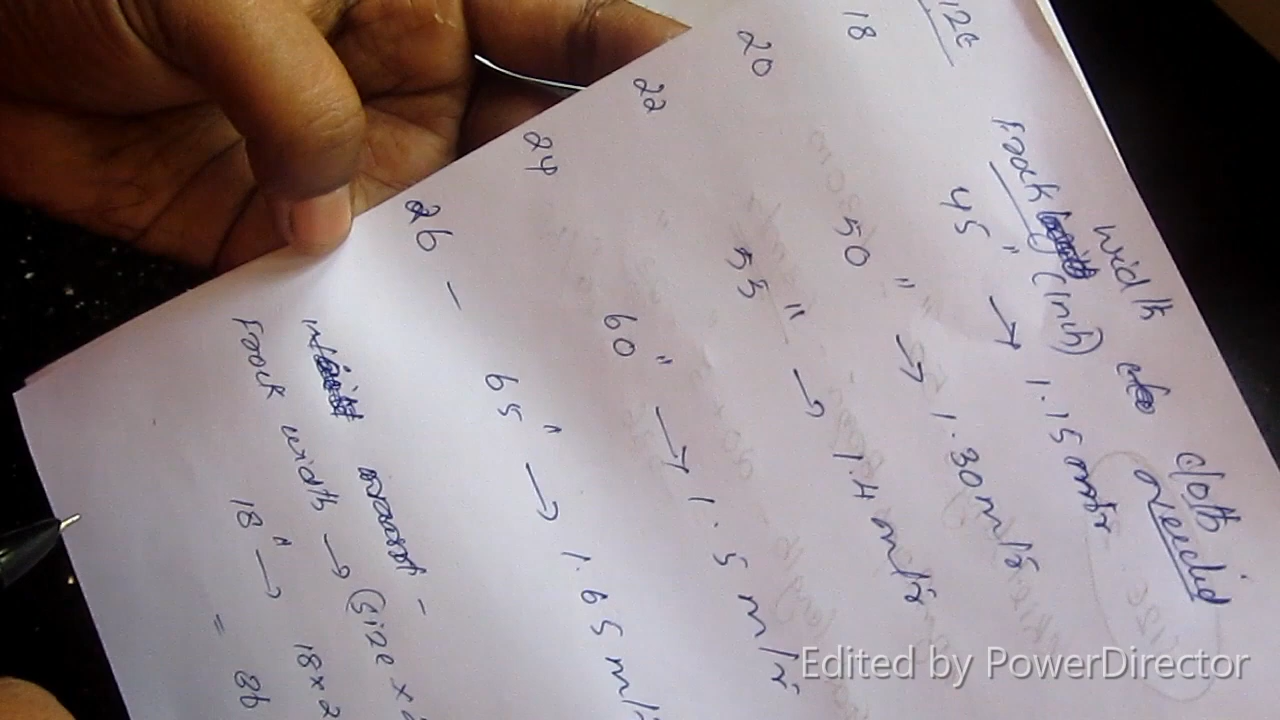 Frock width (inch) cloth needed
18 45" → 1.15 mtr
20 50" → 1.30 mtr
22 55" → 1.4 mtr
24 60" → 1.5 mtr
26 – 65" → 1.65 m
Frock width → (size ×
18" → 18×2
= 36
Edited by PowerDirector